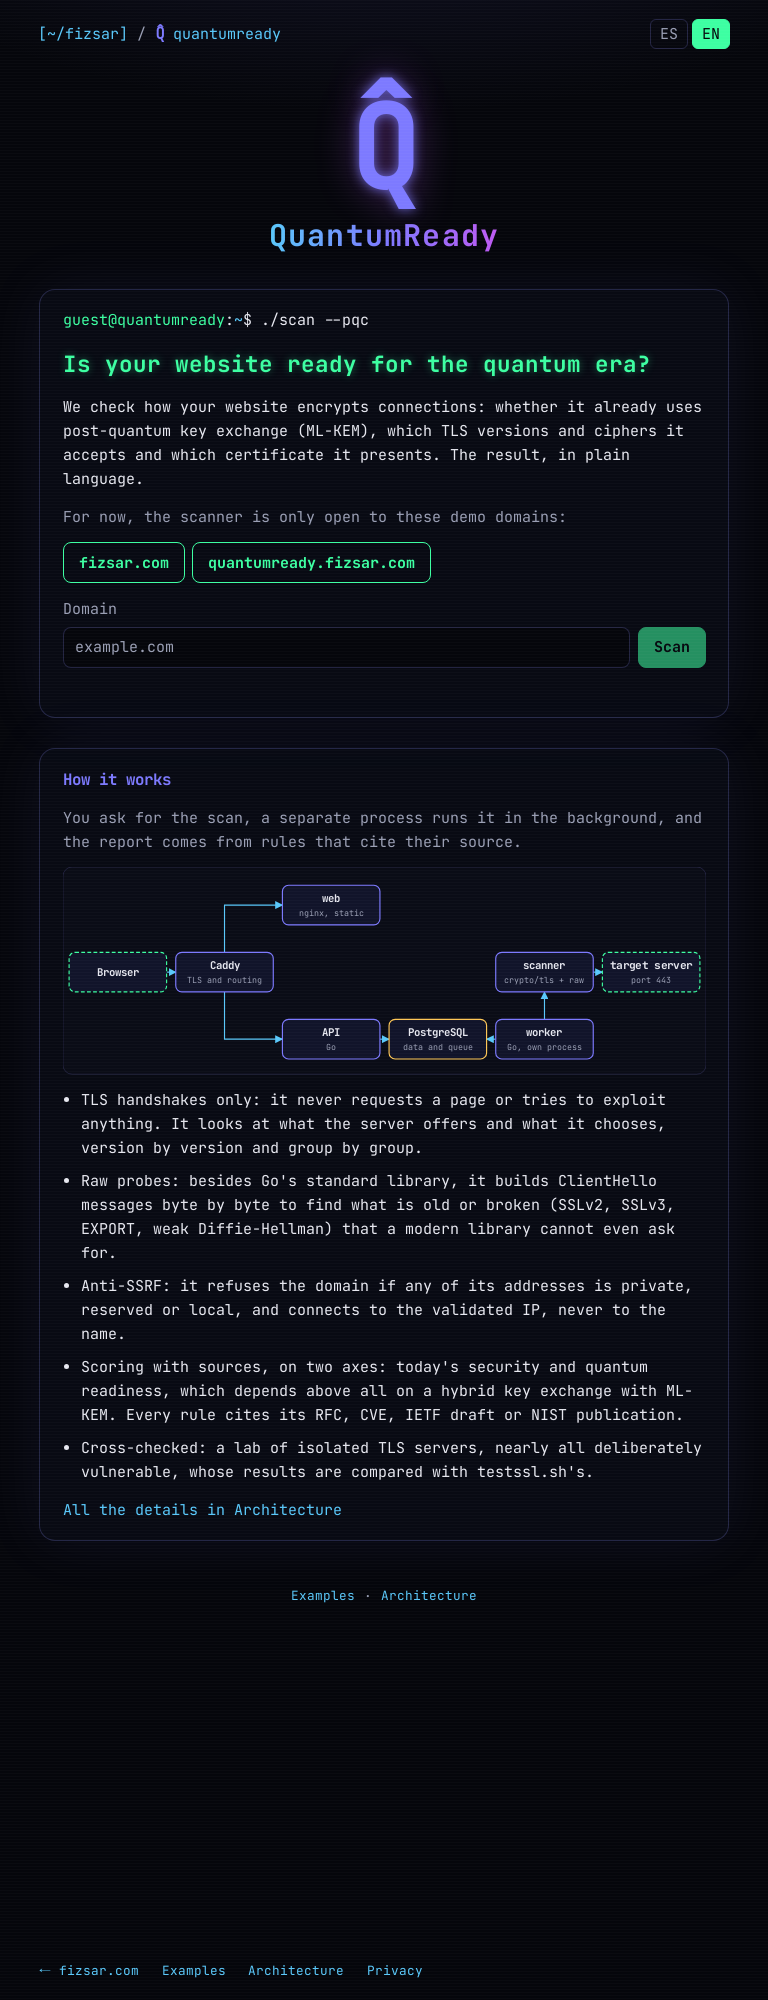 [~/fizsar] / Q̂ quantumready
ES EN
Q̂
QuantumReady
guest@quantumready:~$ ./scan --pqc
Is your website ready for the quantum era?
We check how your website encrypts connections: whether it already uses
post-quantum key exchange (ML-KEM), which TLS versions and ciphers it
accepts and which certificate it presents. The result, in plain
language.
For now, the scanner is only open to these demo domains:
fizsar.com quantumready.fizsar.com
Domain
example.com Scan
How it works
You ask for the scan, a separate process runs it in the background, and
the report comes from rules that cite their source.
web
nginx, static
Browser
Caddy
TLS and routing
scanner
crypto/tls + raw
target server
port 443
API
Go
PostgreSQL
data and queue
worker
Go, own process
• TLS handshakes only: it never requests a page or tries to exploit
anything. It looks at what the server offers and what it chooses,
version by version and group by group.
• Raw probes: besides Go's standard library, it builds ClientHello
messages byte by byte to find what is old or broken (SSLv2, SSLv3,
EXPORT, weak Diffie-Hellman) that a modern library cannot even ask
for.
• Anti-SSRF: it refuses the domain if any of its addresses is private,
reserved or local, and connects to the validated IP, never to the
name.
• Scoring with sources, on two axes: today's security and quantum
readiness, which depends above all on a hybrid key exchange with ML-
KEM. Every rule cites its RFC, CVE, IETF draft or NIST publication.
• Cross-checked: a lab of isolated TLS servers, nearly all deliberately
vulnerable, whose results are compared with testssl.sh's.
All the details in Architecture
Examples · Architecture
← fizsar.com Examples Architecture Privacy